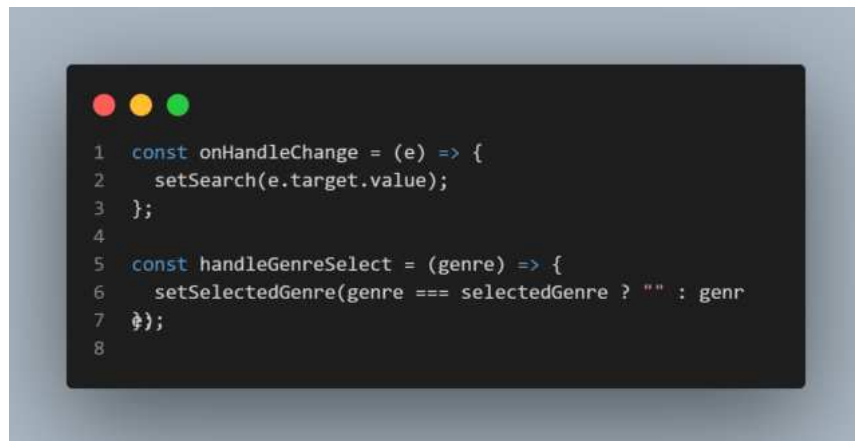 1 const onHandleChange = (e) => {
2 setSearch(e.target.value);
3 };
4
5 const handleGenreSelect = (genre) => {
6 setSelectedGenre(genre === selectedGenre ? "" : genr
7 e);
};
8